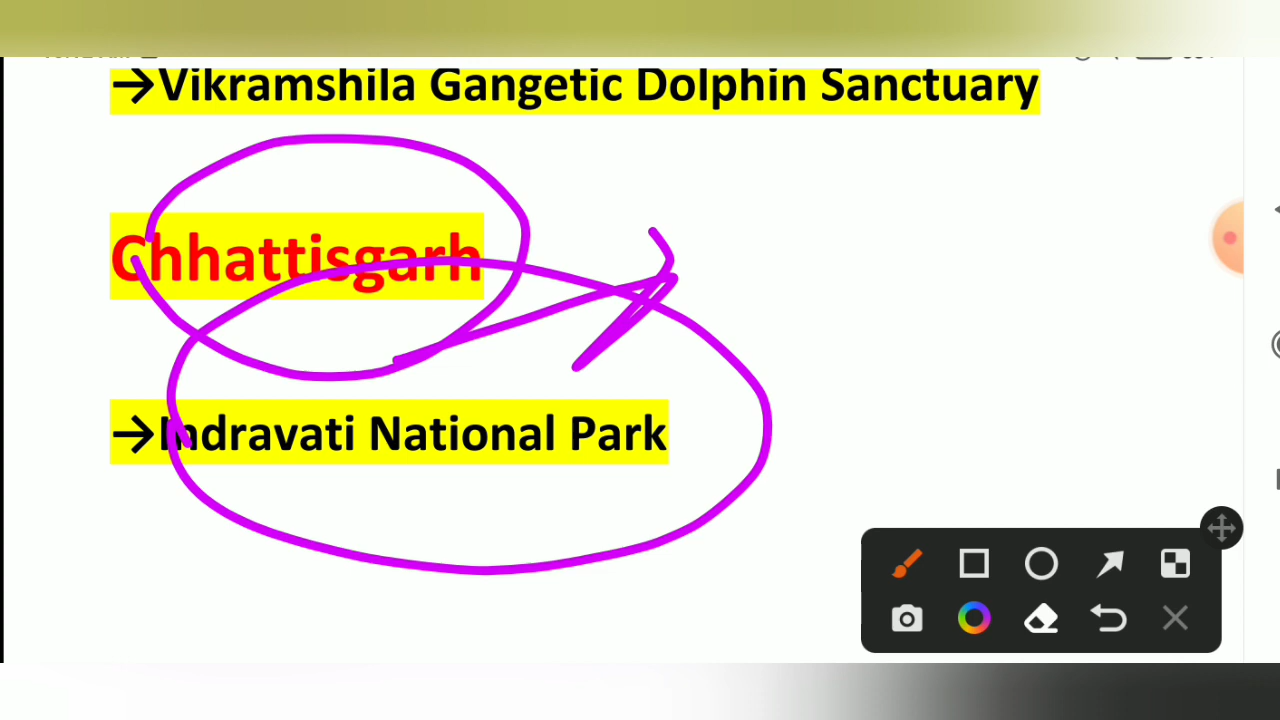 →Vikramshila Gangetic Dolphin Sanctuary
Chhattisgarh
→Indravati National Park